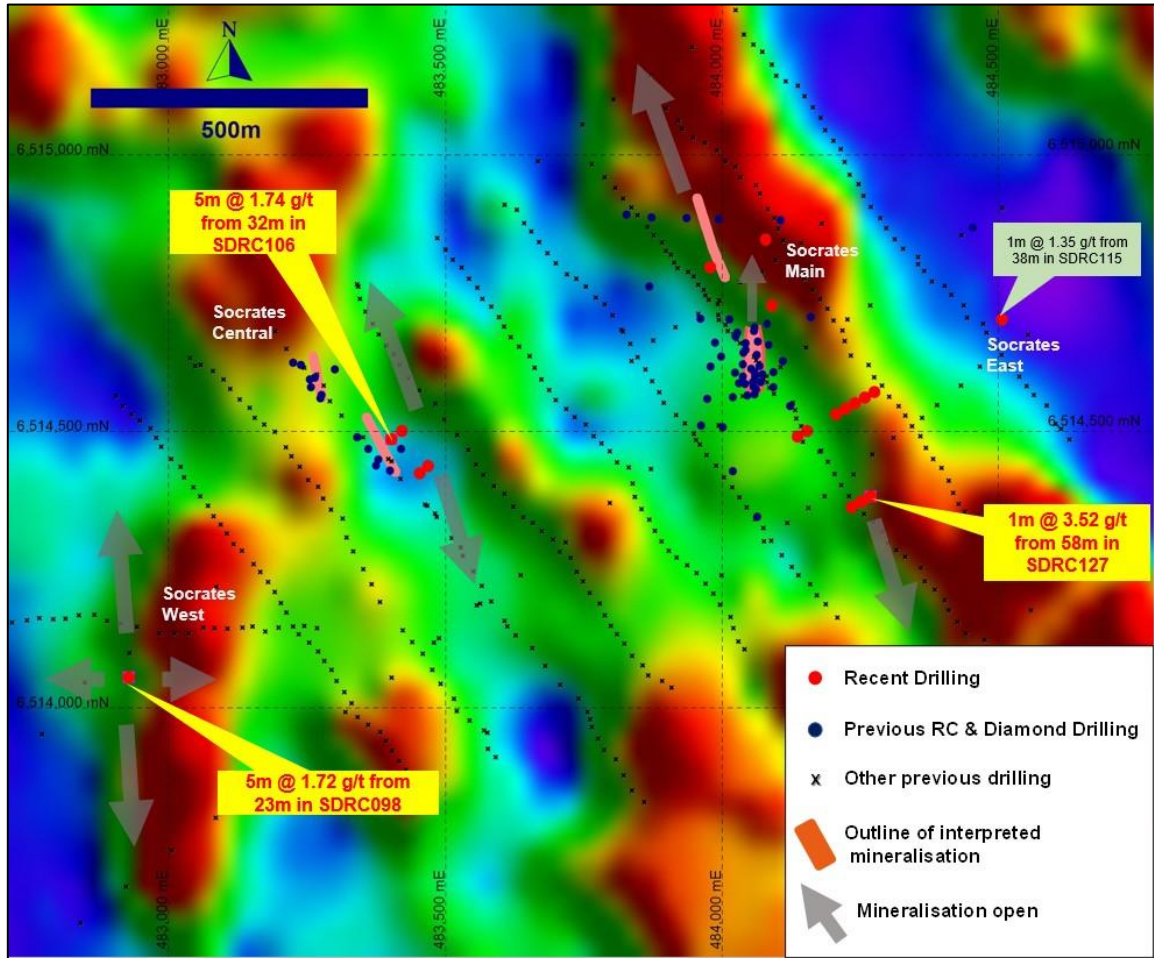 483,000 mE
483,500 mE
484,000 mE
484,500 mE
N
500m
6,515,000 mN
6,515,000 mN
5m @ 1.74 g/t
from 32m in
SDRC106
Socrates
Main
1m @ 1.35 g/t from
38m in SDRC115
Socrates
Central
Socrates
East
6,514,500 mN
6,514,500 mN
1m @ 3.52 g/t
from 58m in
SDRC127
Socrates
West
6,514,000 mN
5m @ 1.72 g/t from
23m in SDRC098
483,000 mE
483,500 mE
484,000 mE
Recent Drilling
Previous RC & Diamond Drilling
Other previous drilling
Outline of interpreted
mineralisation
Mineralisation open